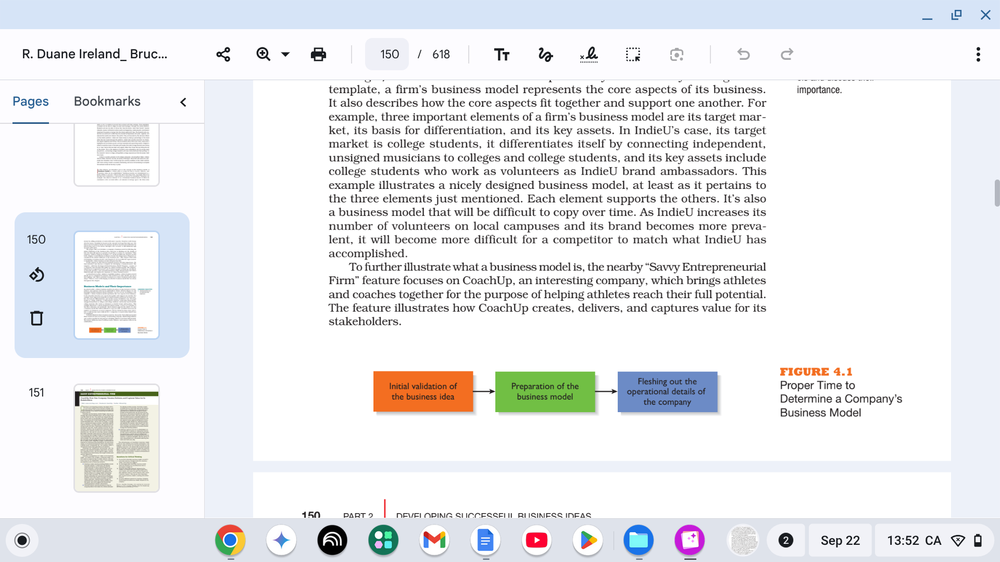 R. Duane Ireland_ Bruc...
150 / 618
Pages
Bookmarks
150
151
template, a firm's business model represents the core aspects of its business.
It also describes how the core aspects fit together and support one another. For
example, three important elements of a firm's business model are its target mar-
ket, its basis for differentiation, and its key assets. In IndieU's case, its target
market is college students, it differentiates itself by connecting independent,
unsigned musicians to colleges and college students, and its key assets include
college students who work as volunteers as IndieU brand ambassadors. This
example illustrates a nicely designed business model, at least as it pertains to
the three elements just mentioned. Each element supports the others. It's also
a business model that will be difficult to copy over time. As IndieU increases its
number of volunteers on local campuses and its brand becomes more preva-
lent, it will become more difficult for a competitor to match what IndieU has
accomplished.
To further illustrate what a business model is, the nearby “Savvy Entrepreneurial
Firm” feature focuses on CoachUp, an interesting company, which brings athletes
and coaches together for the purpose of helping athletes reach their full potential.
The feature illustrates how CoachUp creates, delivers, and captures value for its
stakeholders.
importance.
Initial validation of
the business idea
Preparation of the
business model
Fleshing out the
operational details of
the company
FIGURE 4.1
Proper Time to
Determine a Company's
Business Model
150 PART 2 DEVELOPING SUCCESSFUL BUSINESS IDEAS
2
Sep 22
13:52 CA